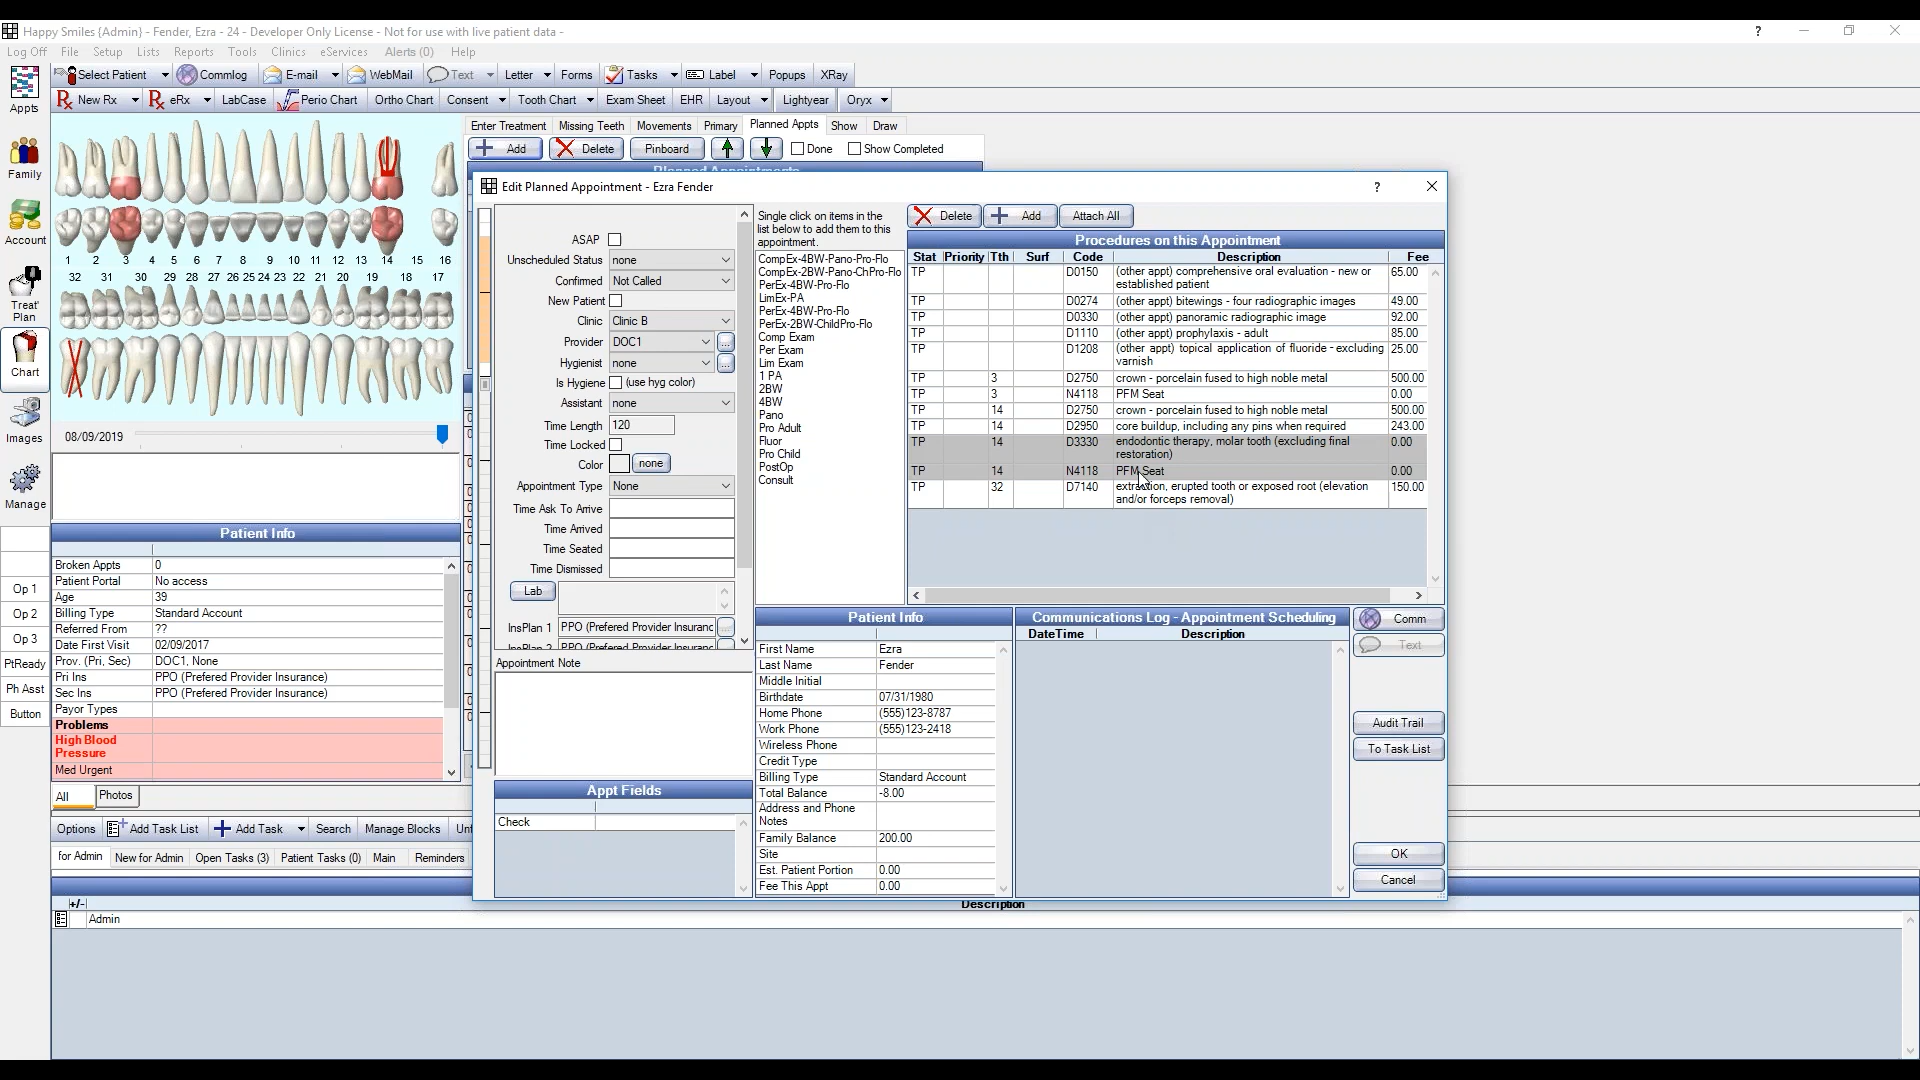 Happy Smiles {Admin} - Fender, Ezra - 24 - Developer Only License - Not for use with live patient data -
?
Log Off File Setup Lists Reports Tools Clinics eServices Alerts (0) Help
Select Patient Commlog E-mail WebMail Text Letter Forms Tasks Label Popups XRay
New Rx eRx LabCase Perio Chart Ortho Chart Consent Tooth Chart Exam Sheet EHR Layout Lightyear Oryx
Appts
Family
Account
Treat' Plan
Chart
Images
Manage
Op 1
Op 2
Op 3
PtReady
Ph Asst
Button
1 2 3 4 5 6 7 8 9 10 11 12 13 14 15 16
32 31 30 29 28 27 26 25 24 23 22 21 20 19 18 17
08/09/2019
Patient Info
Broken Appts 0
Patient Portal No access
Age 39
Billing Type Standard Account
Referred From ??
Date First Visit 02/09/2017
Prov. (Pri, Sec) DOC1, None
Pri Ins PPO (Prefered Provider Insurance)
Sec Ins PPO (Prefered Provider Insurance)
Payor Types
Problems
High Blood
Pressure
Med Urgent
All Photos
Options Add Task List Add Task Search Manage Blocks
for Admin New for Admin Open Tasks (3) Patient Tasks (0) Main Reminders
+/- Description
Admin
Enter Treatment Missing Teeth Movements Primary Planned Appts Show Draw
Add Delete Pinboard Done Show Completed
Planned Appointments
Edit Planned Appointment - Ezra Fender
?
ASAP
Unscheduled Status none
Confirmed Not Called
New Patient
Clinic Clinic B
Provider DOC1 ...
Hygienist none ...
Is Hygiene (use hyg color)
Assistant none
Time Length 120
Time Locked
Color none
Appointment Type None
Time Ask To Arrive
Time Arrived
Time Seated
Time Dismissed
Lab
InsPlan 1 PPO (Prefered Provider Insuranc
InsPlan 2 PPO (Prefered Provider Insuranc
Appointment Note
Appt Fields
Check
Single click on items in the
list below to add them to this
appointment.
CompEx-4BW-Pano-Pro-Flo
CompEx-2BW-Pano-ChPro-Flo
PerEx-4BW-Pro-Flo
LimEx-PA
PerEx-4BW-Pro-Flo
PerEx-2BW-ChildPro-Flo
Comp Exam
Per Exam
Lim Exam
1 PA
2BW
4BW
Pano
Pro Adult
Fluor
Pro Child
PostOp
Consult
Delete Add Attach All
Procedures on this Appointment
Stat Priority Tth Surf Code Description Fee
TP D0150 (other appt) comprehensive oral evaluation - new or 65.00
established patient
TP D0274 (other appt) bitewings - four radiographic images 49.00
TP D0330 (other appt) panoramic radiographic image 92.00
TP D1110 (other appt) prophylaxis - adult 85.00
TP D1208 (other appt) topical application of fluoride - excluding 25.00
varnish
TP 3 D2750 crown - porcelain fused to high noble metal 500.00
TP 3 N4118 PFM Seat 0.00
TP 14 D2750 crown - porcelain fused to high noble metal 500.00
TP 14 D2950 core buildup, including any pins when required 243.00
TP 14 D3330 endodontic therapy, molar tooth (excluding final 0.00
restoration)
TP 14 N4118 PFM Seat 0.00
TP 32 D7140 extraction, erupted tooth or exposed root (elevation 150.00
and/or forceps removal)
Patient Info
First Name Ezra
Last Name Fender
Middle Initial
Birthdate 07/31/1980
Home Phone (555)123-8787
Work Phone (555)123-2418
Wireless Phone
Credit Type
Billing Type Standard Account
Total Balance -8.00
Address and Phone
Notes
Family Balance 200.00
Site
Est. Patient Portion 0.00
Fee This Appt 0.00
Communications Log - Appointment Scheduling
DateTime Description
Comm
Text
Audit Trail
To Task List
OK
Cancel